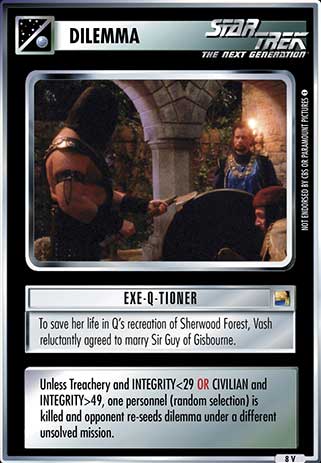 DILEMMA
STAR TREK
THE NEXT GENERATION
NOT ENDORSED BY CBS OR PARAMOUNT PICTURES
EXE-Q-TIONER
To save her life in Q's recreation of Sherwood Forest, Vash
reluctantly agreed to marry Sir Guy of Gisbourne.
Unless Treachery and INTEGRITY<29 OR CIVILIAN and
INTEGRITY>49, one personnel (random selection) is
killed and opponent re-seeds dilemma under a different
unsolved mission.
8 V